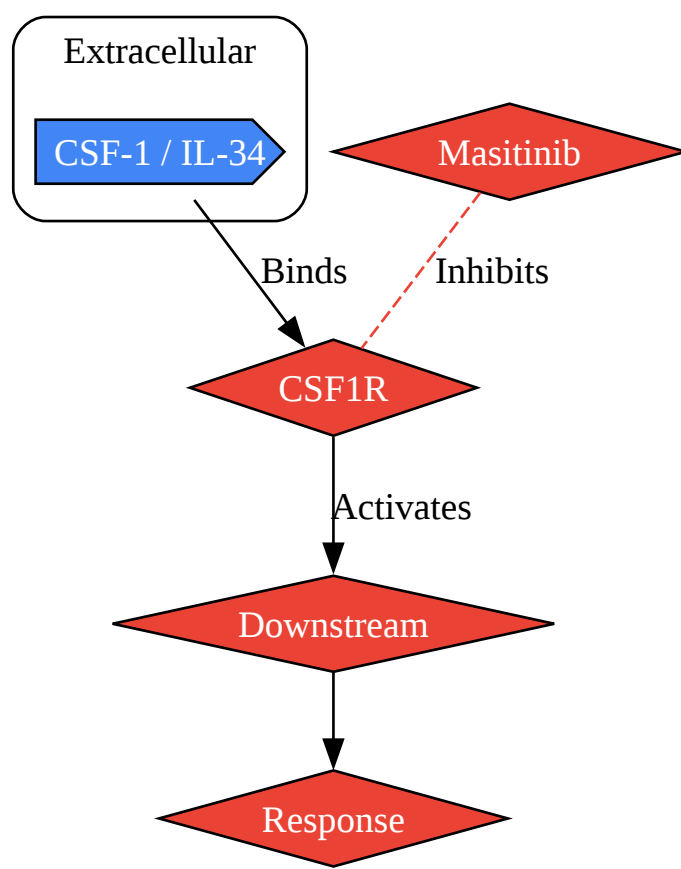 Extracellular
CSF-1 / IL-34
Masitinib
Binds
Inhibits
CSF1R
Activates
Downstream
Response